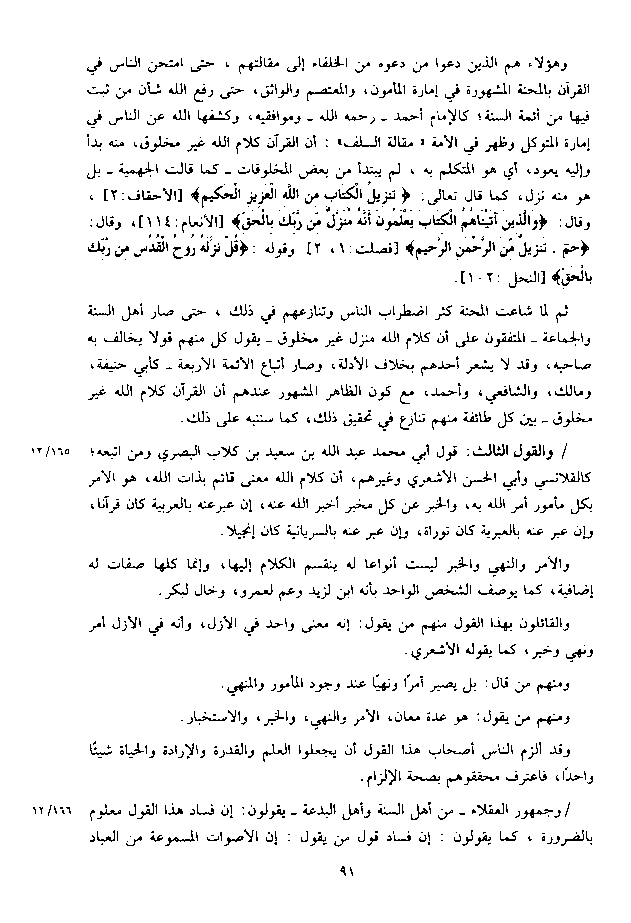 وهؤلاء هم الذين دعوا من دعوه من الخلفاء إلى مقالتهم ، حتى امتحن الناس في
القرآن بالمحنة المشهورة في إمارة المأمون، والمعتصم والواثق، حتى رفع الله شأن من ثبت
فيها من أئمة السنة؛ كالإمام أحمد ـ رحمه الله ـ وموافقيه، وكشفها الله عن الناس في
إمارة المتوكل وظهر في الأمة « مقالة السلف» : أن القرآن كلام الله غير مخلوق، منه بدأ
وإليه يعود، أي هو المتكلم به ، لم يبتدأ من بعض المخلوقات ـ كما قالت الجهمية ـ بل
هو منه نزل، كما قال تعالى: ﴿ تَنزِيلُ الْكِتَابِ مِنَ اللَّهِ الْعَزِيزِ الْحَكِيمِ﴾ [الأحقاف:٢] ،
وقال: ﴿وَالَّذِينَ آتَيْنَاهُمُ الْكِتَابَ يَعْلَمُونَ أَنَّهُ مُنَزَّلٌ مِّن رَّبِّكَ بِالْحَقِّ﴾ [الأنعام:١١٤]، وقال:
﴿حمَ . تَنزِيلٌ مِّنَ الرَّحْمَنِ الرَّحِيمِ﴾ [فصلت:١، ٢] وقوله :﴿قُلْ نَزَّلَهُ رُوحُ الْقُدُسِ مِن رَّبِّكَ
بِالْحَقِّ﴾ [النحل :١٠٢].
ثم لما شاعت المحنة كثر اضطراب الناس وتنازعهم في ذلك ، حتى صار أهل السنة
والجماعة ـ المتفقون على أن كلام الله منزل غير مخلوق ـ يقول كل منهم قولا يخالف به
صاحبه، وقد لا يشعر أحدهم بخلاف الأدلة، وصار أتباع الأئمة الأربعة ـ كأبي حنيفة،
ومالك، والشافعي، وأحمد، مع كون الظاهر المشهور عندهم أن القرآن كلام الله غير
مخلوق ـ بين كل طائفة منهم تنازع في تحقيق ذلك، كما سننبه على ذلك.
/ والقول الثالث: قول أبي محمد عبد الله بن سعيد بن كلاب البصري ومن اتبعه؛ ١٢/١٦٥
كالقلانسي وأبي الحسن الأشعري وغيرهم، أن كلام الله معنى قائم بذات الله، هو الأمر
بكل مأمور أمر الله به، والخبر عن كل مخبر أخبر الله عنه، إن عبرعنه بالعربية كان قرآنا،
وإن عبر عنه بالعبرية كان توراة، وإن عبر عنه بالسريانية كان إنجيلا.
والأمر والنهي والخبر ليست أنواعا له ينقسم الكلام إليها، وإنما كلها صفات له
إضافية، كما يوصف الشخص الواحد بأنه ابن لزيد وعم لعمرو، وخال لبكر.
والقائلون بهذا القول منهم من يقول: إنه معنى واحد في الأزل، وأنه في الأزل أمر
ونهي وخبر، كما يقوله الأشعري.
ومنهم من قال: بل يصير أمرًا ونهيًا عند وجود المأمور والمنهي.
ومنهم من يقول: هو عدة معان، الأمر والنهي، والخبر، والاستخبار.
وقد ألزم الناس أصحاب هذا القول أن يجعلوا العلم والقدرة والإرادة والحياة شيئًا
واحدًا، فاعترف محققوهم بصحة الإلزام.
/ وجمهور العقلاء ـ من أهل السنة وأهل البدعة ـ يقولون: إن فساد هذا القول معلوم ١٢/١٦٦
بالضرورة ، كما يقولون : إن فساد قول من يقول : إن الأصوات المسموعة من العباد
٩١